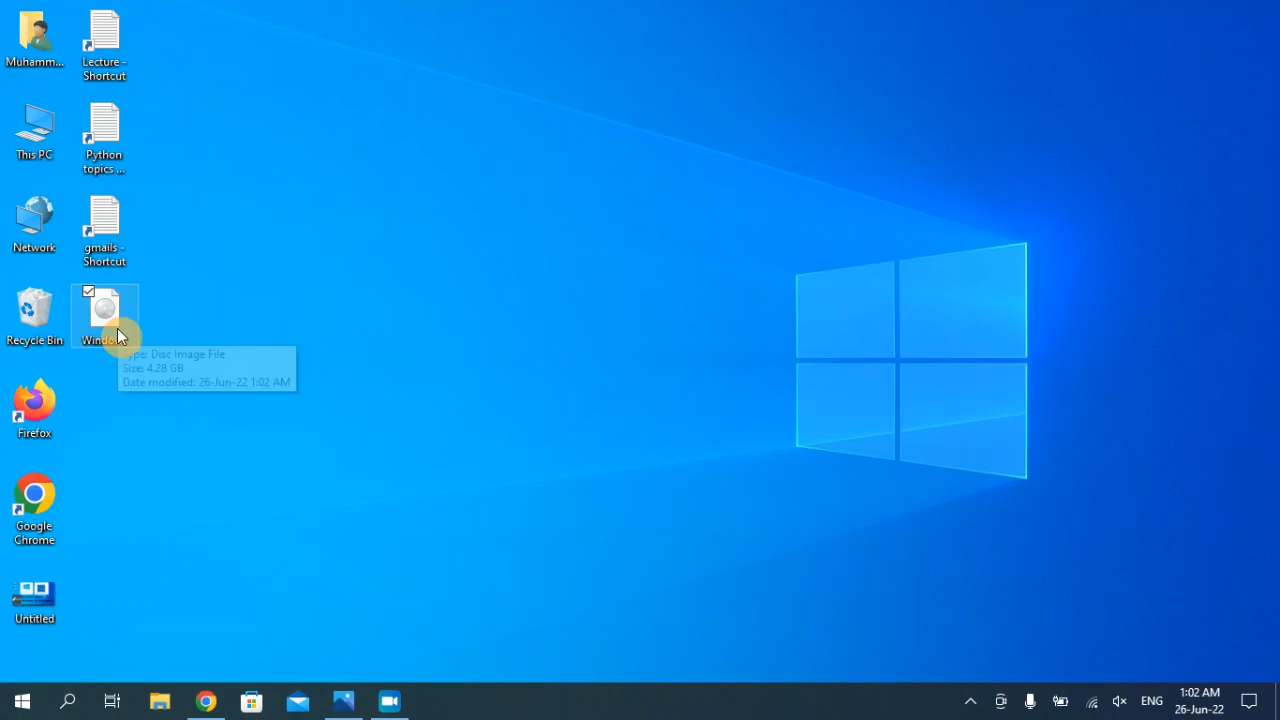 Muhamm...
Lecture -
Shortcut
This PC
Python
topics ...
Network
gmails -
Shortcut
Recycle Bin
Type: Disc Image File
Size: 4.28 GB
Date modified: 26-Jun-22 1:02 AM
Firefox
Google
Chrome
Untitled
ENG
1:02 AM
26-Jun-22